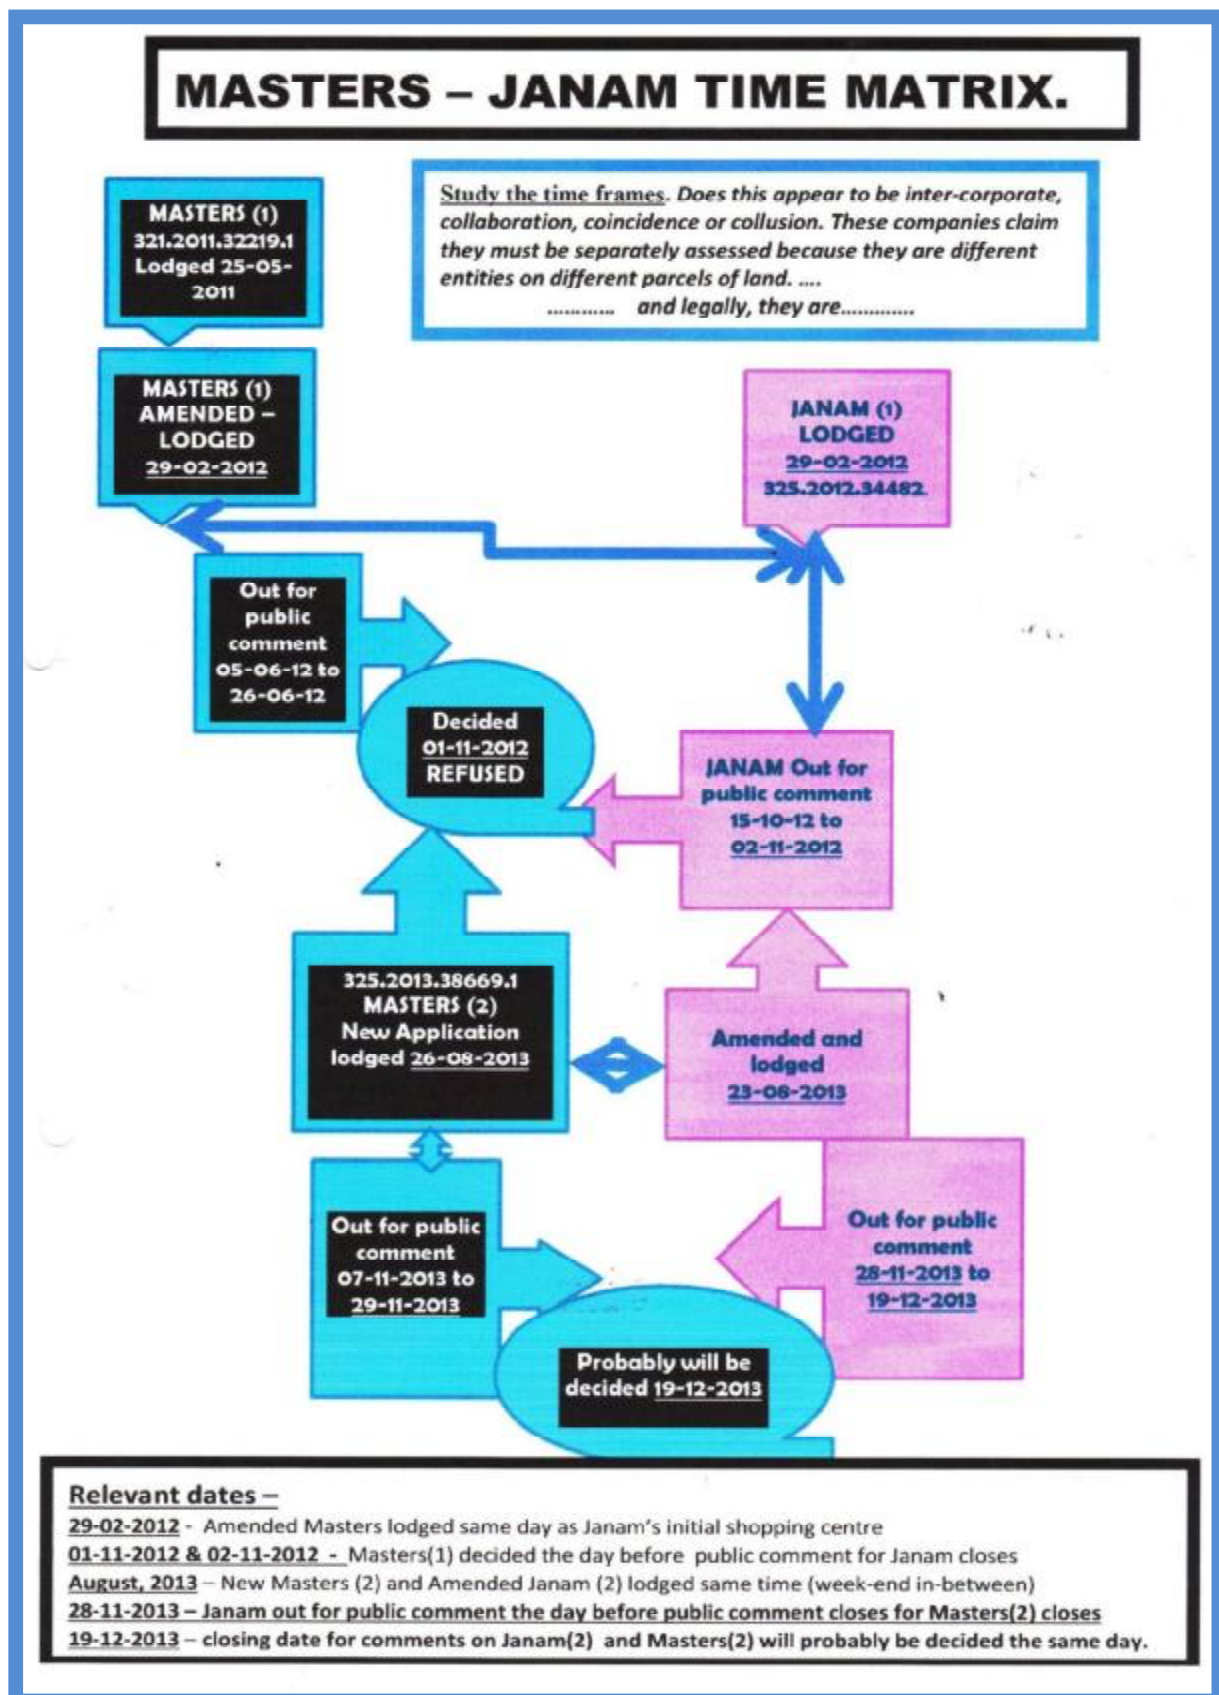 MASTERS – JANAM TIME MATRIX.
Study the time frames. Does this appear to be inter-corporate,
collaboration, coincidence or collusion. These companies claim
they must be separately assessed because they are different
entities on different parcels of land. ....
............ and legally, they are.............
MASTERS (1)
321.2011.32219.1
Lodged 25-05-
2011
MASTERS (1)
AMENDED –
LODGED
29-02-2012
JANAM (1)
LODGED
29-02-2012
325.2012.34482
Out for
public
comment
05-06-12 to
26-06-12
Decided
01-11-2012
REFUSED
JANAM Out for
public comment
15-10-12 to
02-11-2012
325.2013.38669.1
MASTERS (2)
New Application
lodged 26-08-2013
Amended and
lodged
23-08-2013
Out for public
comment
07-11-2013 to
29-11-2013
Out for public
comment
28-11-2013 to
19-12-2013
Probably will be
decided 19-12-2013
Relevant dates –
29-02-2012 - Amended Masters lodged same day as Janam's initial shopping centre
01-11-2012 & 02-11-2012 - Masters(1) decided the day before public comment for Janam closes
August, 2013 – New Masters (2) and Amended Janam (2) lodged same time (week-end in-between)
28-11-2013 – Janam out for public comment the day before public comment closes for Masters(2) closes
19-12-2013 – closing date for comments on Janam(2) and Masters(2) will probably be decided the same day.